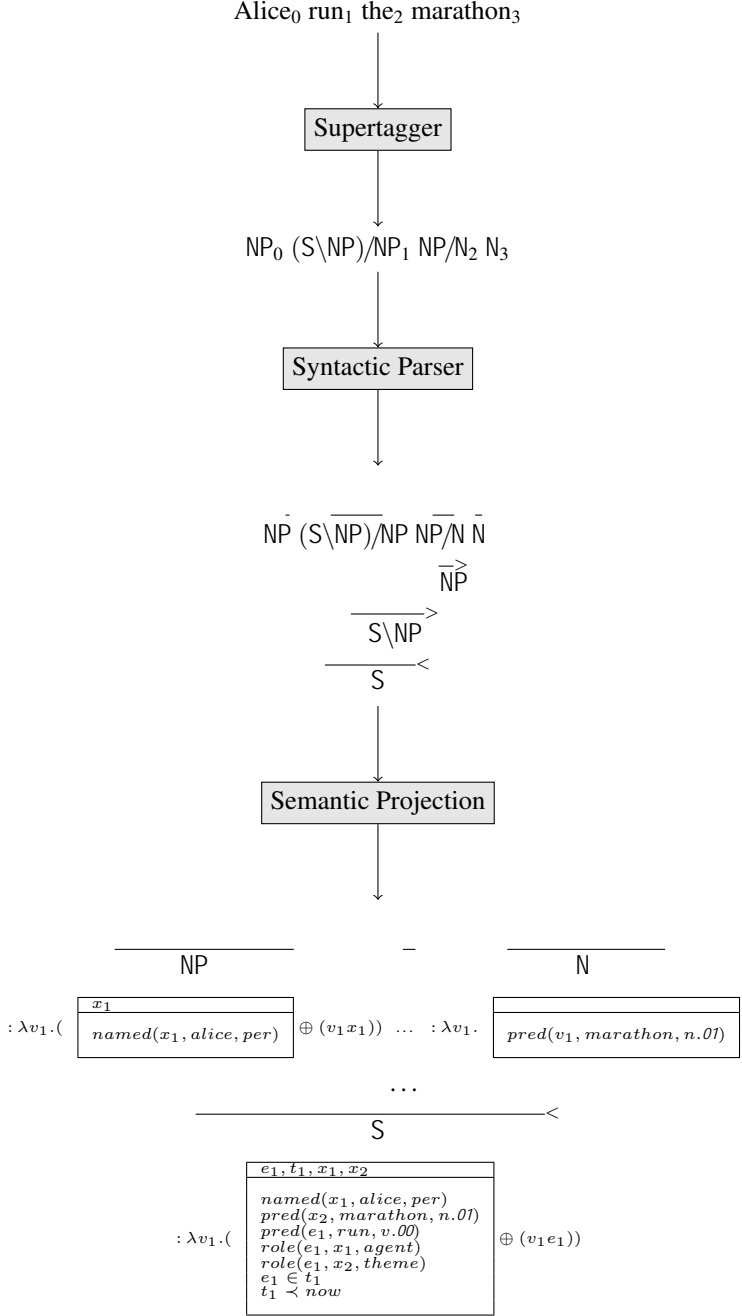 Alice₀ run₁ the₂ marathon₃
Supertagger
NP₀ (S\NP)/NP₁ NP/N₂ N₃
Syntactic Parser
NP (S\NP)/NP NP/N N
>
NP
>
S\NP
<
S
Semantic Projection
NP N
x₁
: λv₁.( named(x₁, alice, per) ⊕ (v₁x₁)) ... : λv₁. pred(v₁, marathon, n.01)
...
<
S
e₁, t₁, x₁, x₂
named(x₁, alice, per)
pred(x₂, marathon, n.01)
pred(e₁, run, v.00)
: λv₁.( role(e₁, x₁, agent) ⊕ (v₁e₁))
role(e₁, x₂, theme)
e₁ ∈ t₁
t₁ ≺ now